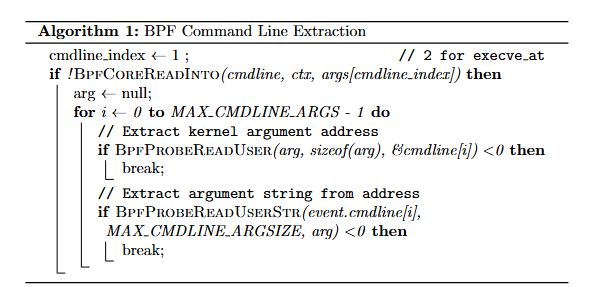 Algorithm 1: BPF Command Line Extraction
cmdline_index ← 1 ; // 2 for execve_at
if !BpfCoreReadInto(cmdline, ctx, args[cmdline_index]) then
arg ← null;
for i ← 0 to MAX_CMDLINE_ARGS - 1 do
// Extract kernel argument address
if BpfProbeReadUser(arg, sizeof(arg), &cmdline[i]) <0 then
break;
// Extract argument string from address
if BpfProbeReadUserStr(event.cmdline[i],
MAX_CMDLINE_ARGSIZE, arg) <0 then
break;